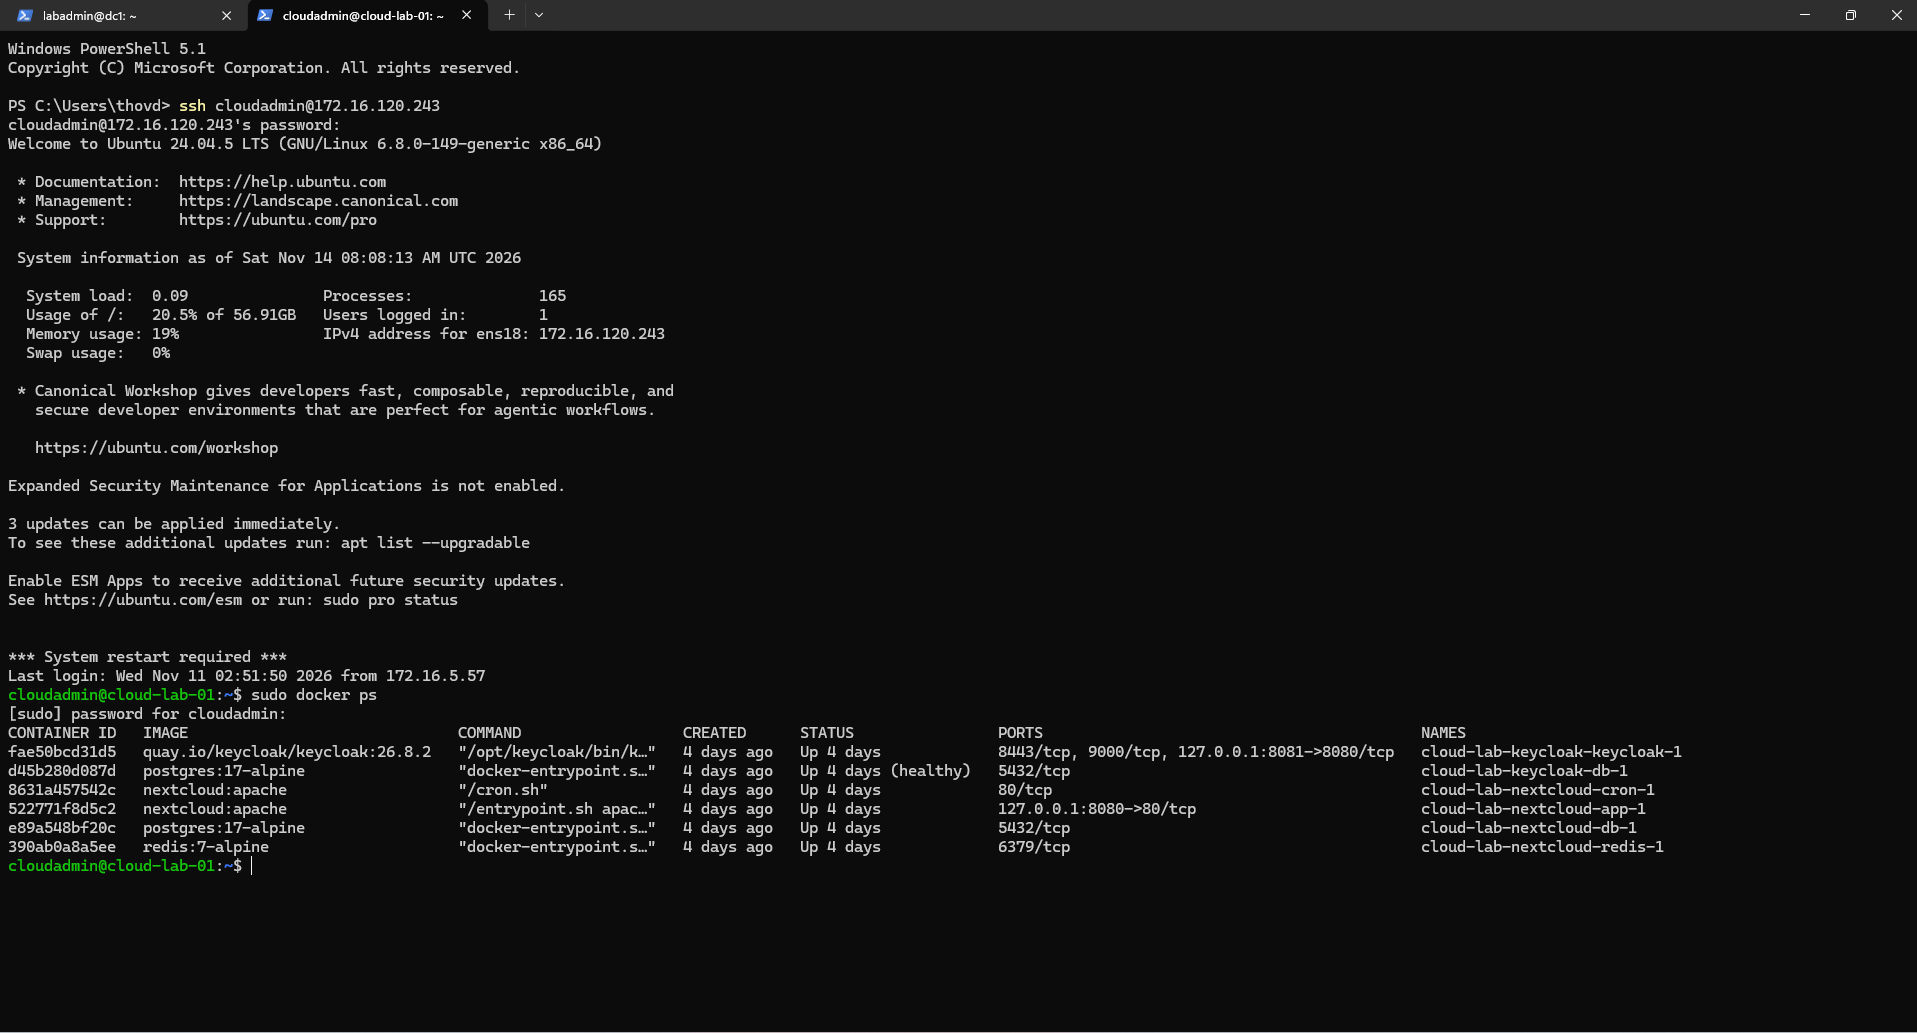 labadmin@dc1: ~
cloudadmin@cloud-lab-01: ~
Windows PowerShell 5.1
Copyright (C) Microsoft Corporation. All rights reserved.
PS C:\Users\thovd> ssh cloudadmin@172.16.120.243
cloudadmin@172.16.120.243's password:
Welcome to Ubuntu 24.04.5 LTS (GNU/Linux 6.8.0-149-generic x86_64)
* Documentation:  https://help.ubuntu.com
* Management:     https://landscape.canonical.com
* Support:        https://ubuntu.com/pro
System information as of Sat Nov 14 08:08:13 AM UTC 2026
System load:  0.09               Processes:              165
Usage of /:   20.5% of 56.91GB   Users logged in:        1
Memory usage: 19%                IPv4 address for ens18: 172.16.120.243
Swap usage:   0%
* Canonical Workshop gives developers fast, composable, reproducible, and
secure developer environments that are perfect for agentic workflows.
https://ubuntu.com/workshop
Expanded Security Maintenance for Applications is not enabled.
3 updates can be applied immediately.
To see these additional updates run: apt list --upgradable
Enable ESM Apps to receive additional future security updates.
See https://ubuntu.com/esm or run: sudo pro status
*** System restart required ***
Last login: Wed Nov 11 02:51:50 2026 from 172.16.5.57
cloudadmin@cloud-lab-01:~$ sudo docker ps
[sudo] password for cloudadmin:
CONTAINER ID   IMAGE                              COMMAND                  CREATED      STATUS                PORTS                                          NAMES
fae50bcd31d5   quay.io/keycloak/keycloak:26.8.2   "/opt/keycloak/bin/k…"   4 days ago   Up 4 days             8443/tcp, 9000/tcp, 127.0.0.1:8081->8080/tcp   cloud-lab-keycloak-keycloak-1
d45b280d087d   postgres:17-alpine                 "docker-entrypoint.s…"   4 days ago   Up 4 days (healthy)   5432/tcp                                       cloud-lab-keycloak-db-1
8631a457542c   nextcloud:apache                   "/cron.sh"               4 days ago   Up 4 days             80/tcp                                         cloud-lab-nextcloud-cron-1
522771f8d5c2   nextcloud:apache                   "/entrypoint.sh apac…"   4 days ago   Up 4 days             127.0.0.1:8080->80/tcp                         cloud-lab-nextcloud-app-1
e89a548bf20c   postgres:17-alpine                 "docker-entrypoint.s…"   4 days ago   Up 4 days             5432/tcp                                       cloud-lab-nextcloud-db-1
390ab0a8a5ee   redis:7-alpine                     "docker-entrypoint.s…"   4 days ago   Up 4 days             6379/tcp                                       cloud-lab-nextcloud-redis-1
cloudadmin@cloud-lab-01:~$